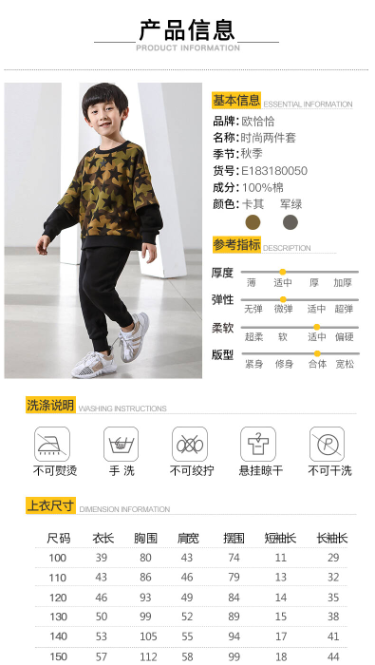 产品信息
PRODUCT INFORMATION
基本信息 ESSENTIAL INFORMATION
品牌：欧恰恰
名称：时尚两件套
季节：秋季
货号：E183180050
成分：100%棉
颜色：卡其 军绿
参考指标 DESCRIPTION
厚度
薄 适中 厚 加厚
弹性
无弹 微弹 适中 超弹
柔软
超柔 软 适中 偏硬
版型
紧身 修身 合体 宽松
洗涤说明 WASHING INSTRUCTIONS
P
不可熨烫 手洗 不可绞拧 悬挂晾干 不可干洗
上衣尺寸 DIMENSION INFORMATION
尺码 衣长 胸围 肩宽 摆围 短袖长 长袖长
100 39 80 43 74 11 29
110 43 86 46 79 13 32
120 46 93 49 84 14 35
130 50 99 52 89 15 38
140 53 105 55 94 17 41
150 57 112 58 99 18 44